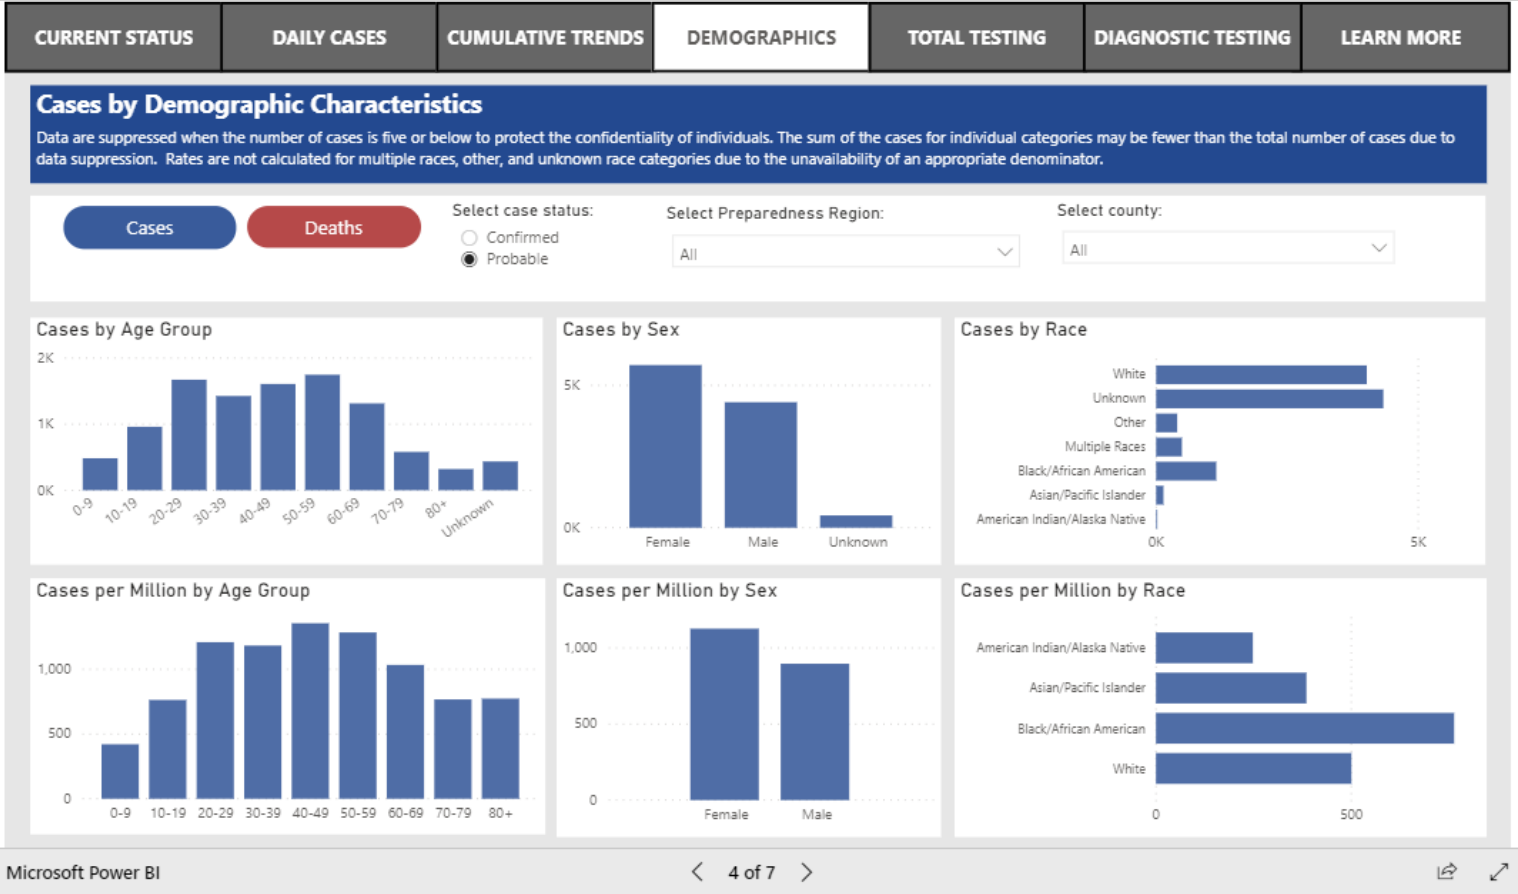 CURRENT STATUS
DAILY CASES
CUMULATIVE TRENDS
DEMOGRAPHICS
TOTAL TESTING
DIAGNOSTIC TESTING
LEARN MORE
Cases by Demographic Characteristics
Data are suppressed when the number of cases is five or below to protect the confidentiality of individuals. The sum of the cases for individual categories may be fewer than the total number of cases due to
data suppression. Rates are not calculated for multiple races, other, and unknown race categories due to the unavailability of an appropriate denominator.
Cases
Deaths
Select case status:
Confirmed
Probable
Select Preparedness Region:
All
Select county:
All
Cases by Age Group
2K
1K
0K
0-9
10-19
20-29
30-39
40-49
50-59
60-69
70-79
80+
Unknown
Cases by Sex
5K
0K
Female
Male
Unknown
Cases by Race
White
Unknown
Other
Multiple Races
Black/African American
Asian/Pacific Islander
American Indian/Alaska Native
0K
5K
Cases per Million by Age Group
1,000
500
0
0-9
10-19
20-29
30-39
40-49
50-59
60-69
70-79
80+
Cases per Million by Sex
1,000
500
0
Female
Male
Cases per Million by Race
American Indian/Alaska Native
Asian/Pacific Islander
Black/African American
White
0
500
Microsoft Power BI
4 of 7